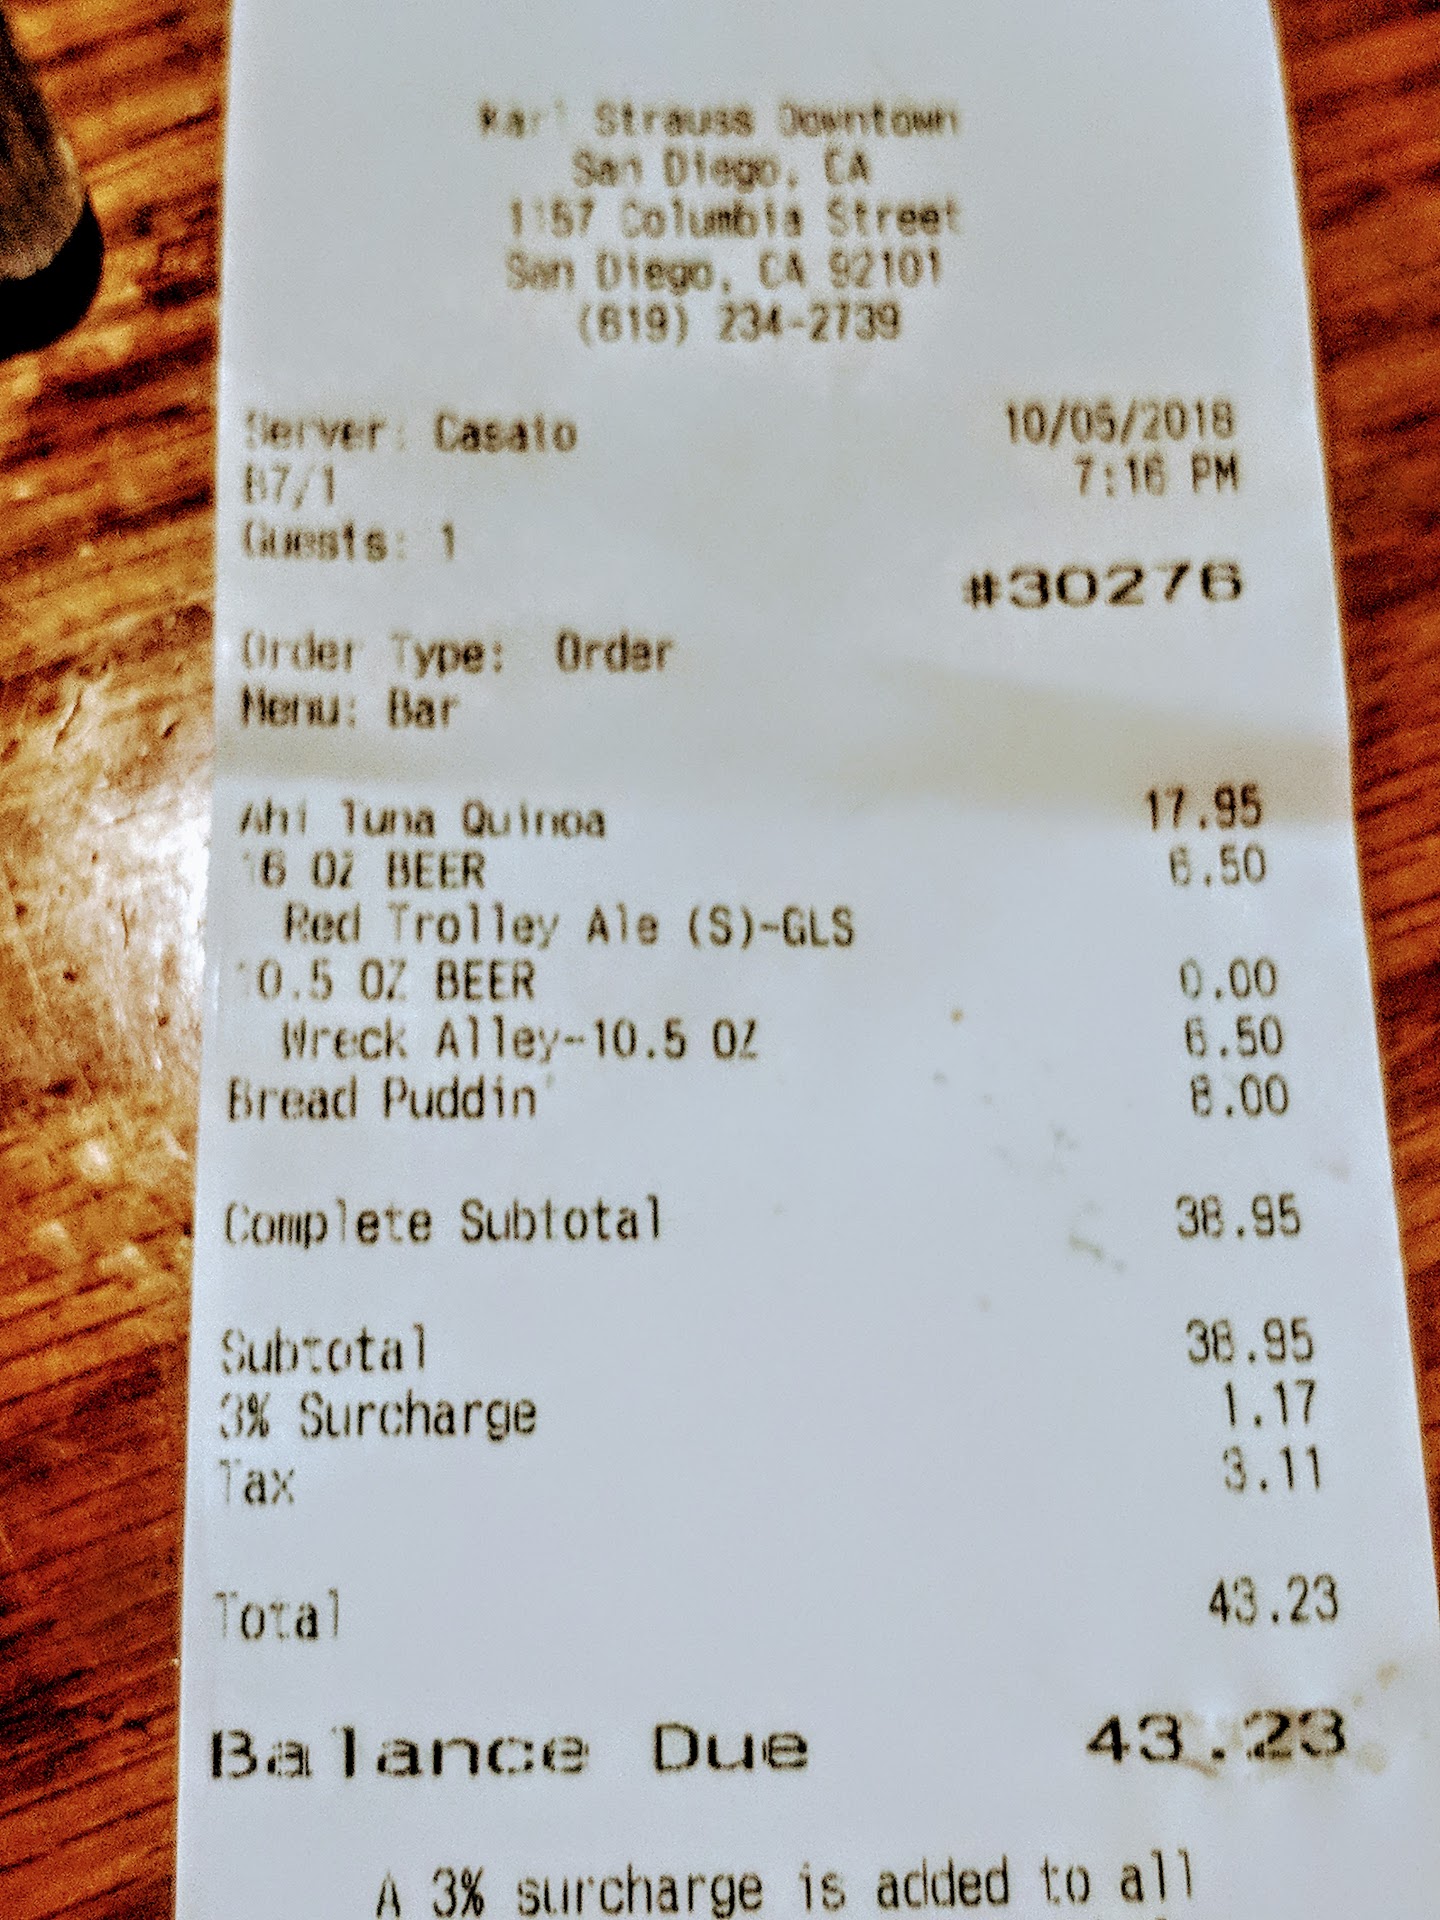 Karl Strauss Downtown
San Diego, CA
1157 Columbia Street
San Diego, CA 92101
(619) 234-2739
Server: Casaio
10/05/2018
B7/1
7:16 PM
Guests: 1
#30276
Order Type: Order
Menu: Bar
Ahi Tuna Quinoa 17.95
16 OZ BEER 6.50
Red Trolley Ale (S)-GLS
10.5 OZ BEER 0.00
Wreck Alley-10.5 OZ 6.50
Bread Puddin' 8.00
Complete Subtotal 38.95
Subtotal 38.95
3% Surcharge 1.17
Tax 3.11
Total 43.23
Balance Due 43.23
A 3% surcharge is added to all